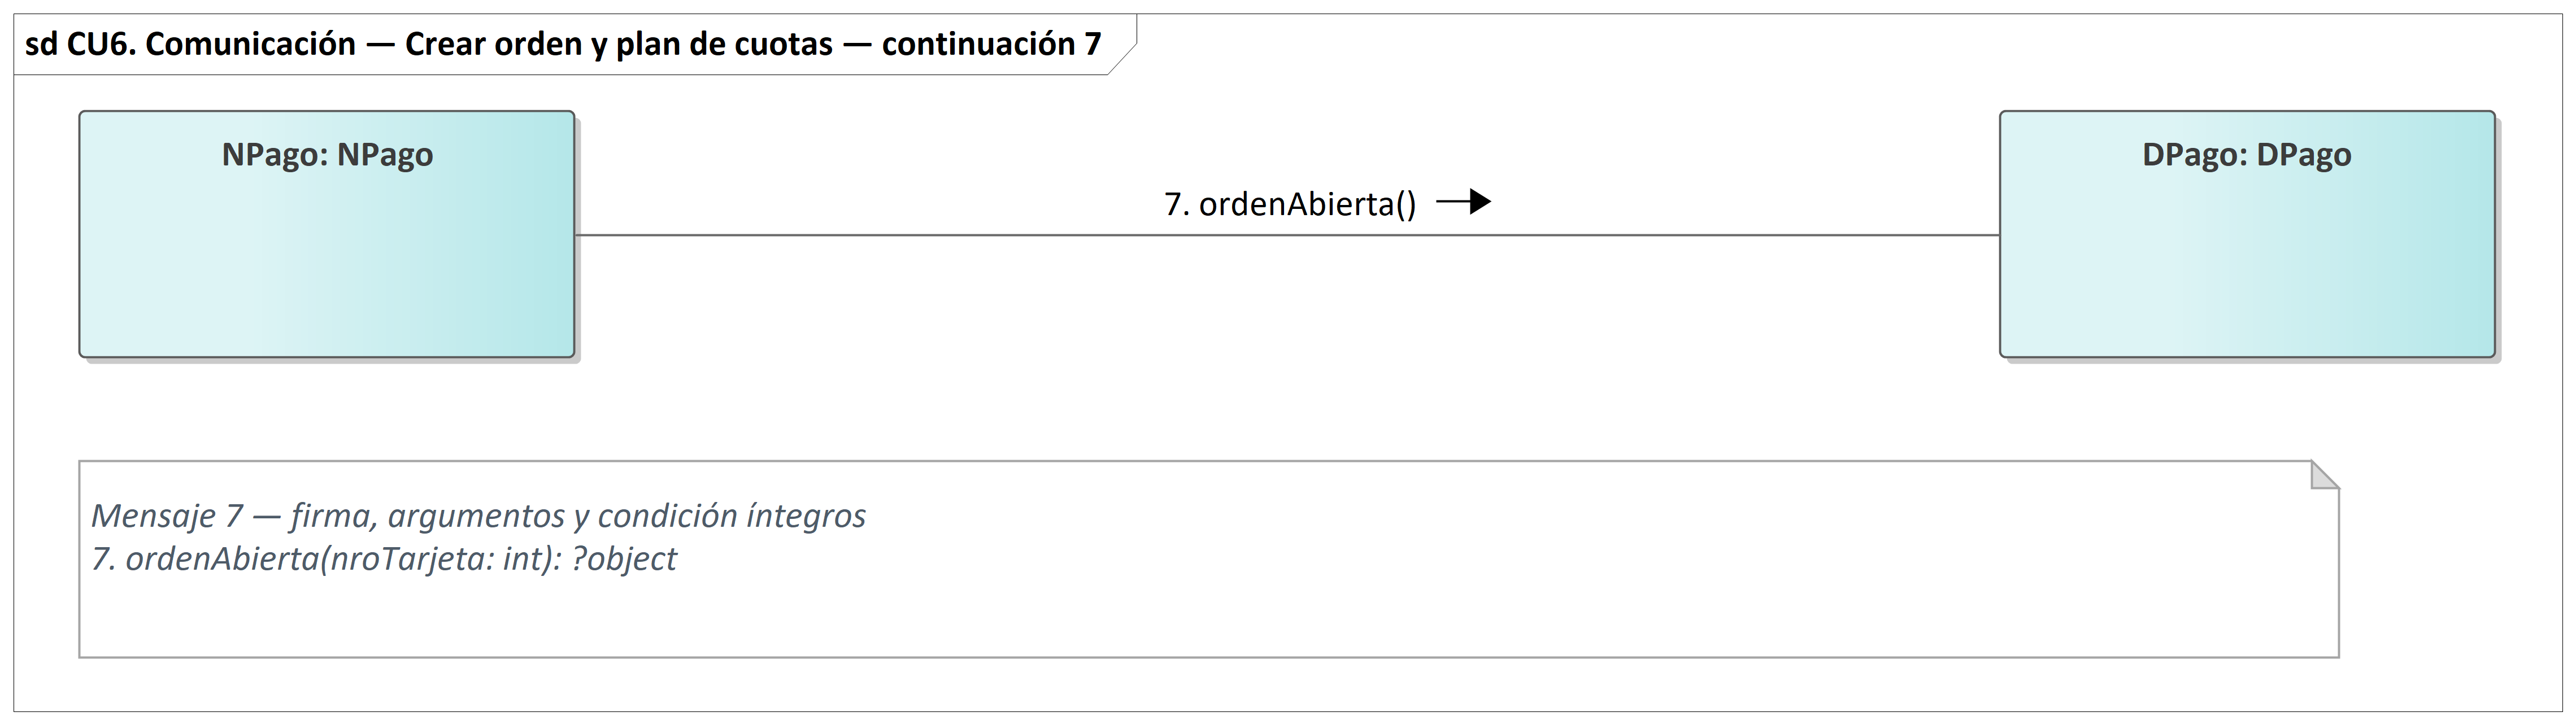 sd CU6. Comunicación — Crear orden y plan de cuotas — continuación 7
NPago: NPago
DPago: DPago
7. ordenAbierta()
Mensaje 7 — firma, argumentos y condición íntegros
7. ordenAbierta(nroTarjeta: int): ?object